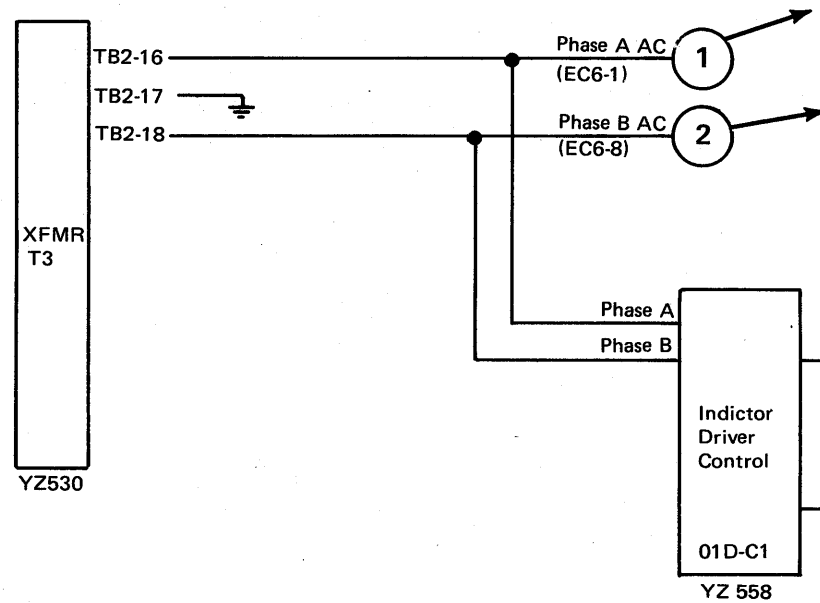 TB2-16
Phase A AC
(EC6-1)
1
TB2-17
TB2-18
Phase B AC
(EC6-8)
2
XFMR
T3
YZ530
Phase A
Phase B
Indictor
Driver
Control
01D-C1
YZ 558